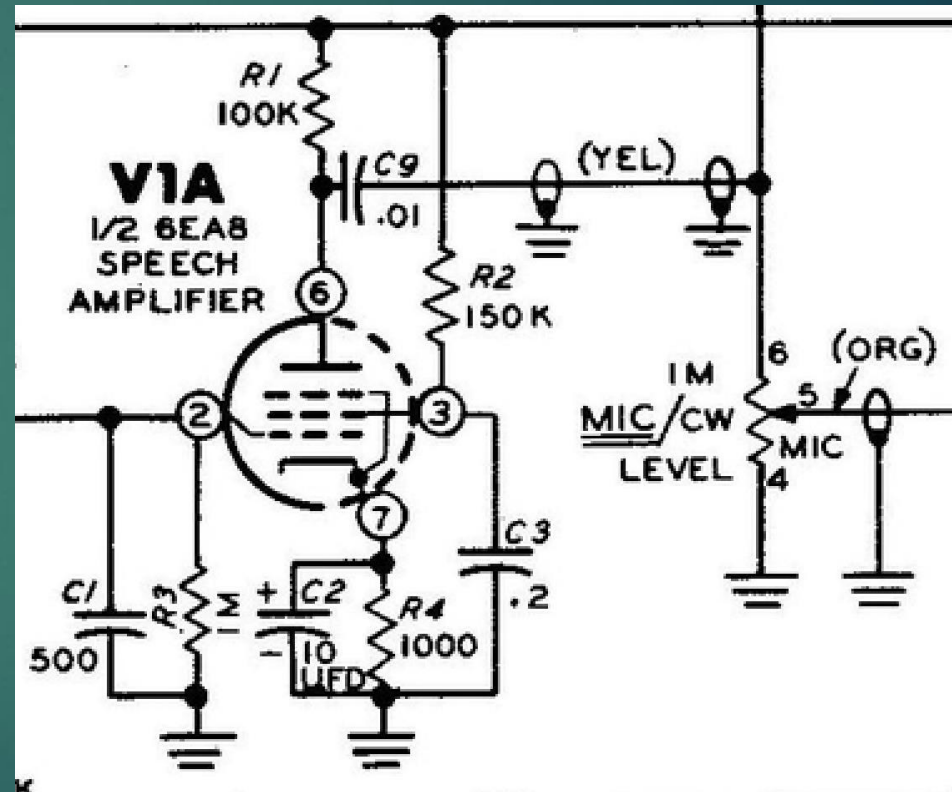 R1
100K
C9
.01
(YEL)
V1A
1/2 6EA8
SPEECH
AMPLIFIER
6
R2
150K
2
3
7
6
(ORG)
1M
5
MIC/CW
MIC
LEVEL
4
C1
500
R3
1M
+
C2
-
10
UFD
R4
1000
C3
.2